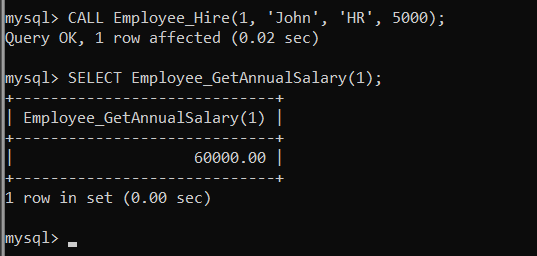 mysql> CALL Employee_Hire(1, 'John', 'HR', 5000);
Query OK, 1 row affected (0.02 sec)
mysql> SELECT Employee_GetAnnualSalary(1);
+-----------------------------+
| Employee_GetAnnualSalary(1) |
+-----------------------------+
|                    60000.00 |
+-----------------------------+
1 row in set (0.00 sec)
mysql> _